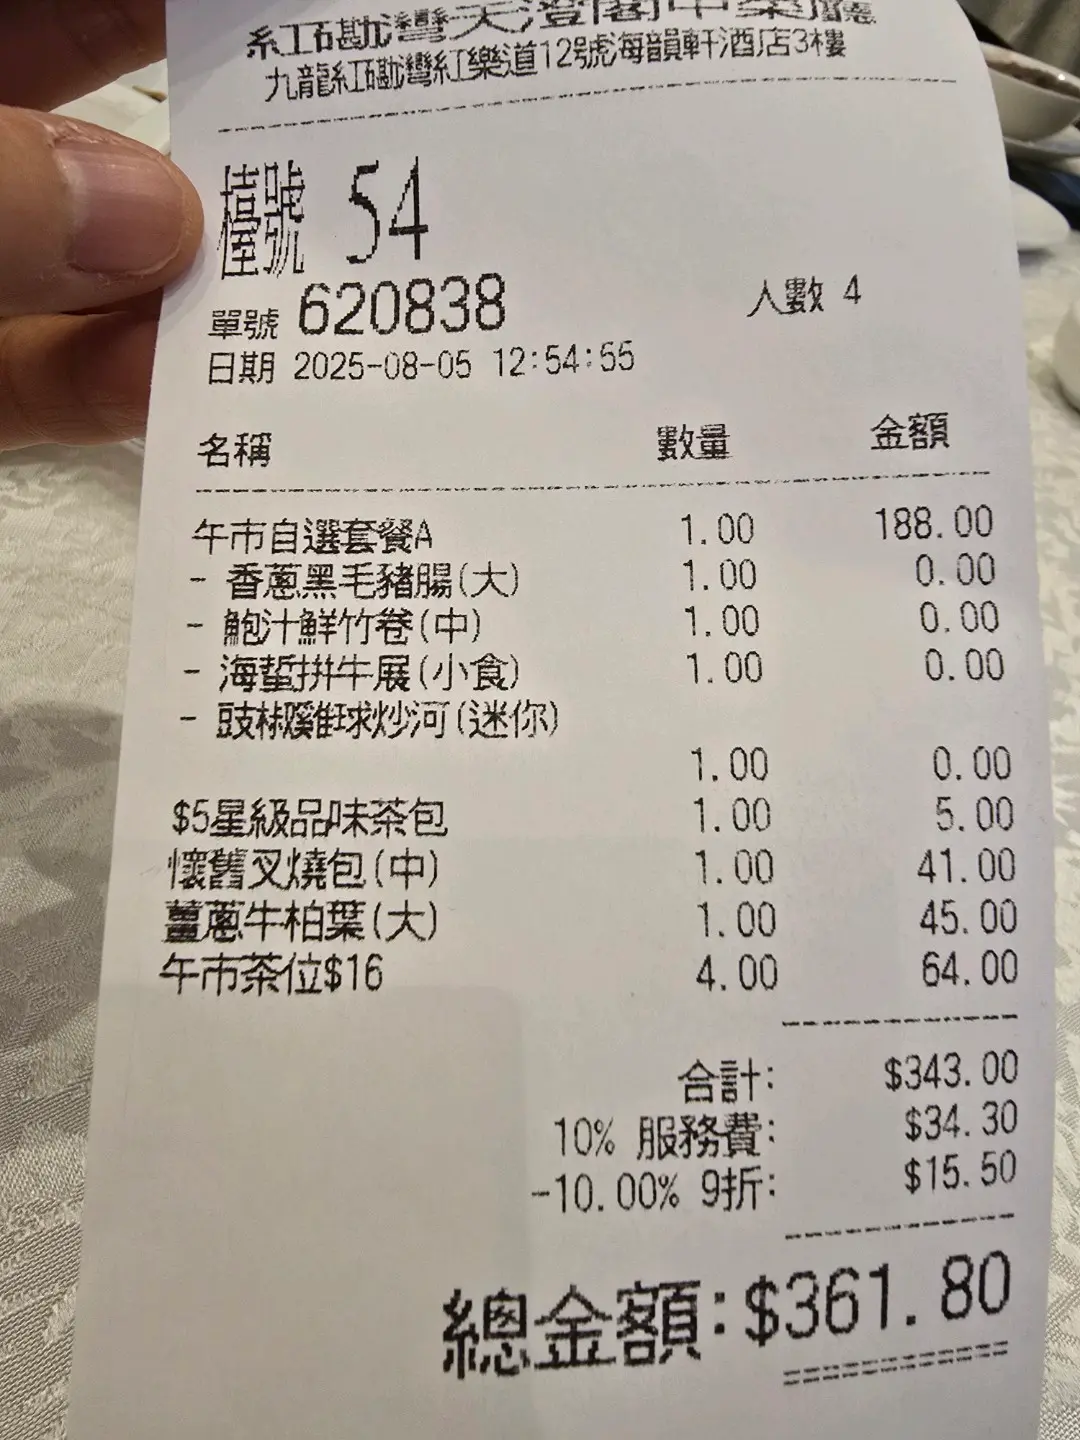 紅磡灣天澄閣中菜廳
九龍紅磡灣紅樂道12號海韻軒酒店3樓
檯號 54
單號 620838 人數 4
日期 2025-08-05 12:54:55
名稱 數量 金額
午市自選套餐A 1.00 188.00
- 香蔥黑毛豬腸(大) 1.00 0.00
- 鮑汁鮮竹卷(中) 1.00 0.00
- 海蜇拼牛展(小食) 1.00 0.00
- 豉椒雞球炒河(迷你)
1.00 0.00
$5星級品味茶包 1.00 5.00
懷舊叉燒包(中) 1.00 41.00
薑蔥牛柏葉(大) 1.00 45.00
午市茶位$16 4.00 64.00
合計: $343.00
10% 服務費: $34.30
-10.00% 9折: $15.50
總金額:$361.80